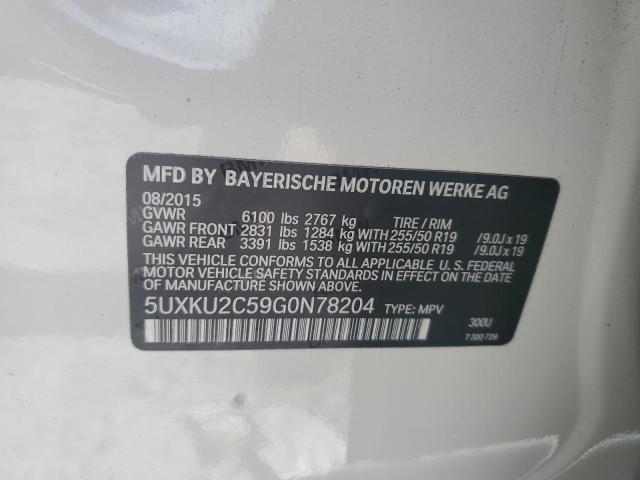 MFD BY BAYERISCHE MOTOREN WERKE AG
08/2015
GVWR 6100 lbs 2767 kg TIRE / RIM
GAWR FRONT 2831 lbs 1284 kg WITH 255/50 R19 /9.0J x 19
GAWR REAR 3391 lbs 1538 kg WITH 255/50 R19 /9.0J x 19
THIS VEHICLE CONFORMS TO ALL APPLICABLE U. S. FEDERAL
MOTOR VEHICLE SAFETY STANDARDS IN EFFECT ON THE DATE
OF MANUFACTURE.
5UXKU2C59G0N78204 TYPE: MPV
300U
7 320 729